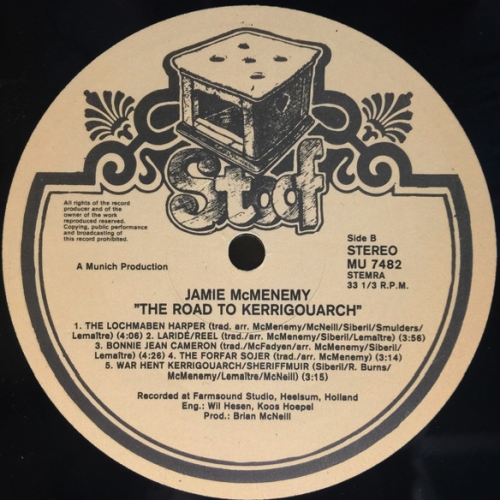 Stoof
All rights of the record
producer and of the
owner of the work
reproduced reserved.
Copying, public performance
and broadcasting of
this record prohibited.
Side B
STEREO
MU 7482
STEMRA
33 1/3 R.P.M.
A Munich Production
JAMIE McMENEMY
"THE ROAD TO KERRIGOUARCH"
1. THE LOCHMABEN HARPER (trad. arr. McMenemy/McNeill/Siberil/Smulders/
Lemaître) (4:06) 2. LARIDÉ/REEL (trad./arr. McMenemy/Siberil/Lemaître) (3:56)
3. BONNIE JEAN CAMERON (trad./McFadyen/arr. McMenemy/Siberil/
Lemaître) (4:26) 4. THE FORFAR SOJER (trad./arr. McMenemy) (3:14)
5. WAR HENT KERRIGOUARCH/SHERIFFMUIR (Siberil/R. Burns/
McMenemy/Lemaître/McNeill) (3:15)
Recorded at Farmsound Studio, Heelsum, Holland
Eng.: Wil Hesen, Koos Hoepel
Prod.: Brian McNeill